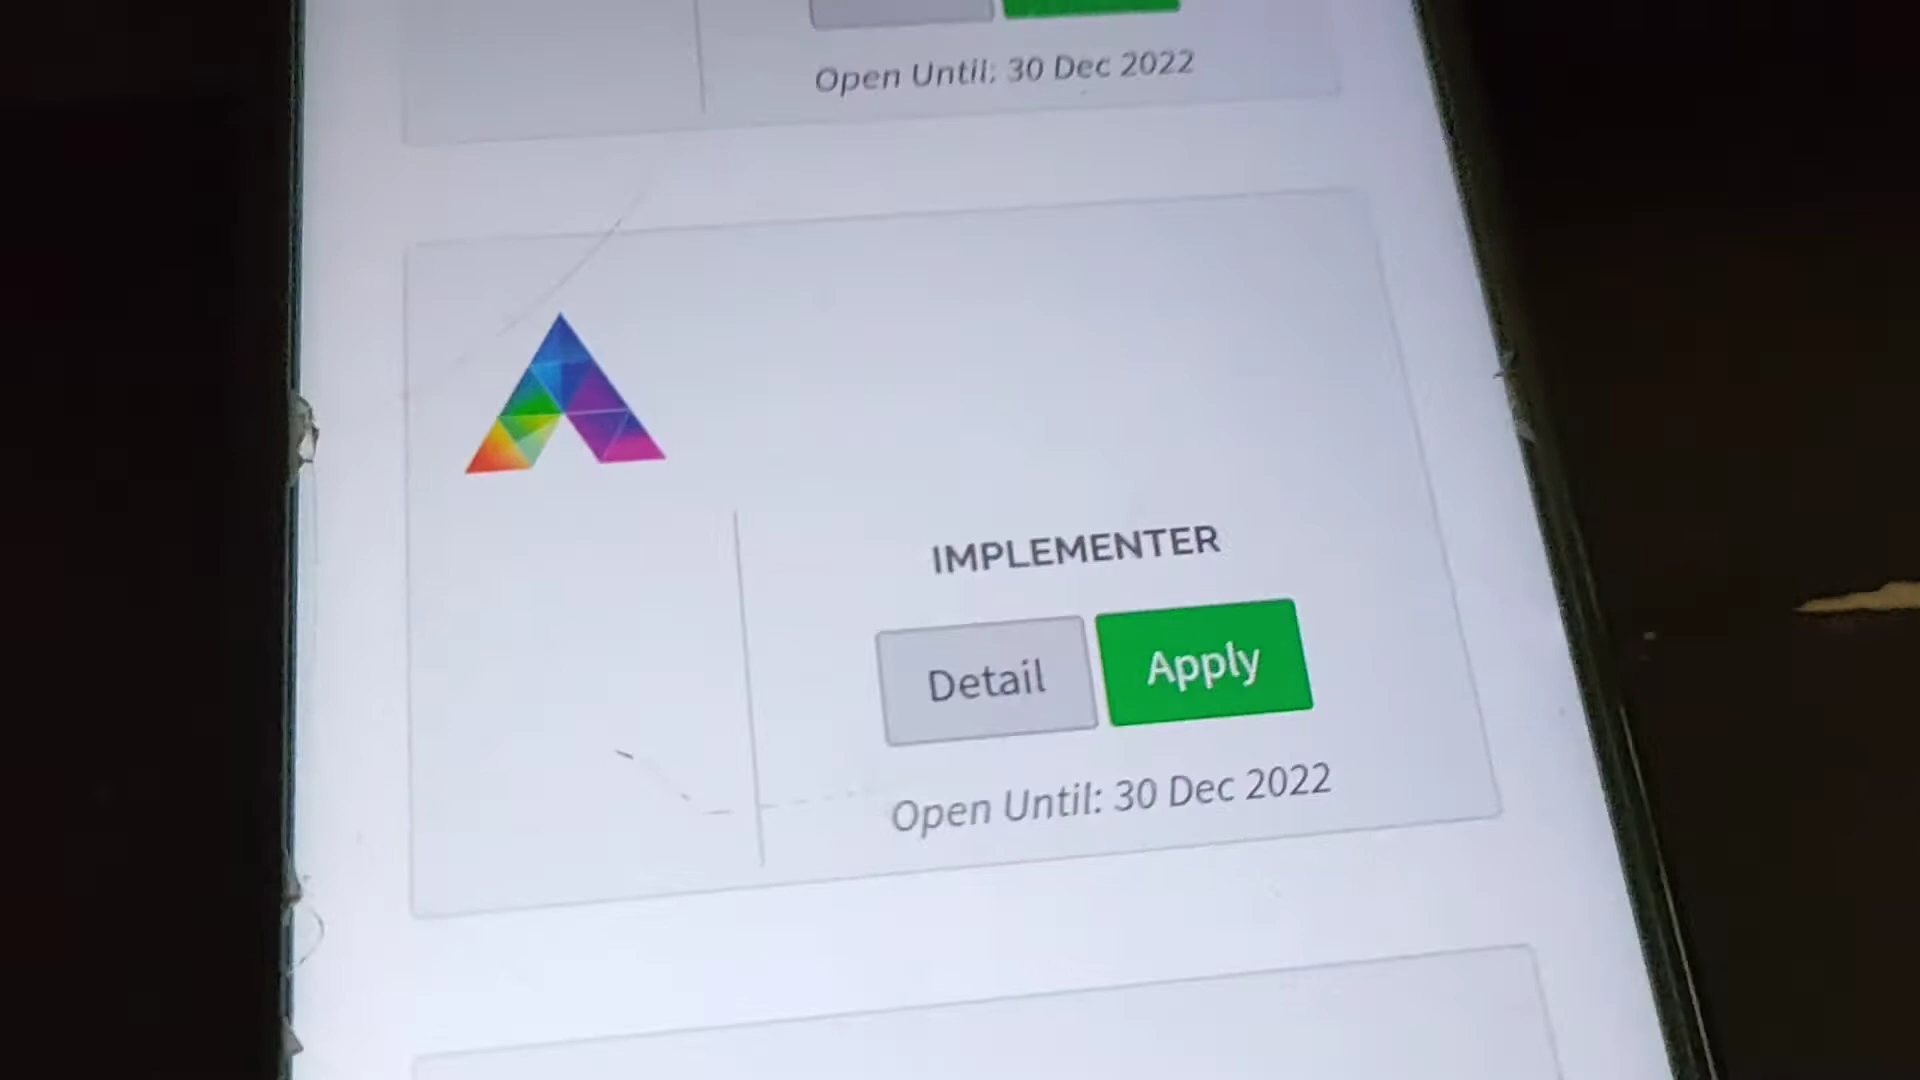 Open Until: 30 Dec 2022
IMPLEMENTER
Detail
Apply
Open Until: 30 Dec 2022